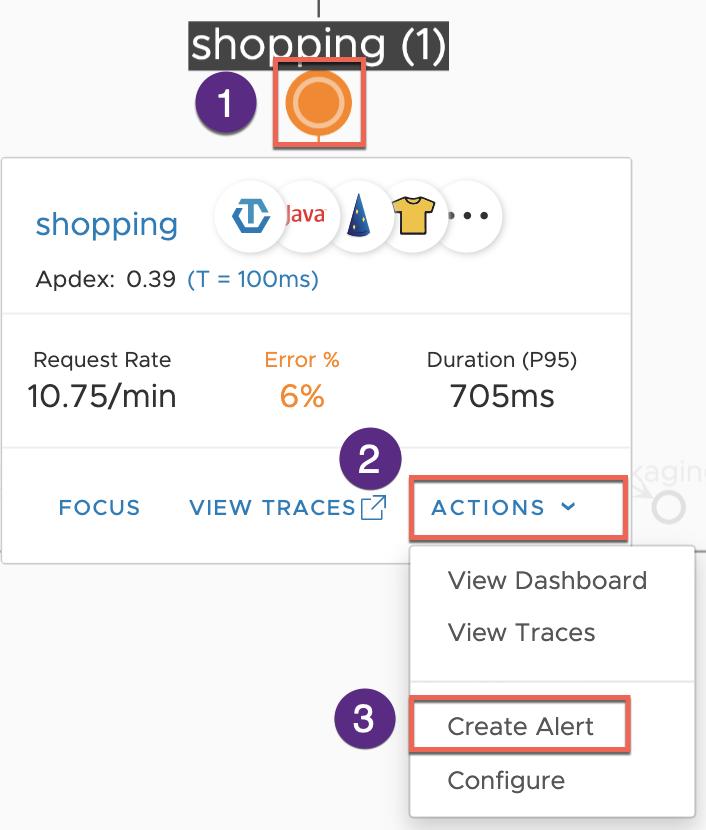 shopping (1)
1
shopping
Java
Apdex: 0.39 (T = 100ms)
Request Rate
Error %
Duration (P95)
10.75/min
6%
705ms
2
FOCUS
VIEW TRACES
ACTIONS
View Dashboard
View Traces
3
Create Alert
Configure